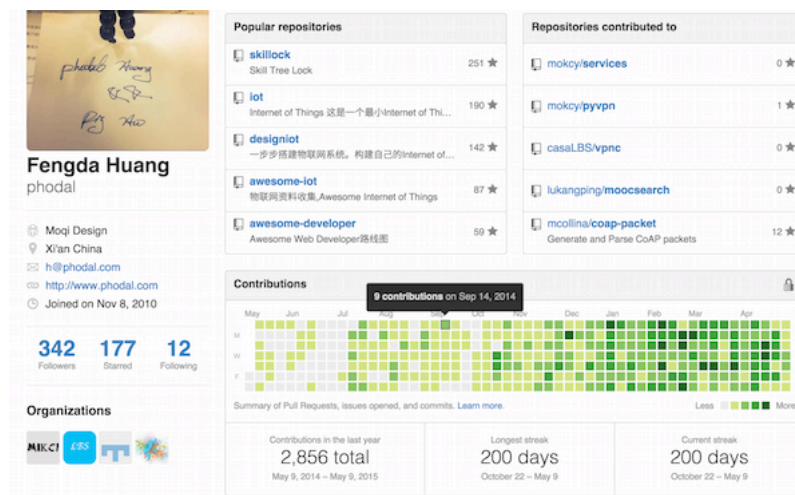 phodal Huang
Fengda Huang
phodal
Moqi Design
Xi'an China
h@phodal.com
http://www.phodal.com
Joined on Nov 8, 2010
342 177 12
Followers Starred Following
Organizations
MIKCI LBS
Popular repositories
skillock 251
Skill Tree Lock
iot 190
Internet of Things 这是一个最小Internet of Thi...
designiot 142
一步步搭建物联网系统。构建自己的Internet of...
awesome-iot 87
物联网资料收集,Awesome Internet of Things
awesome-developer 59
Awesome Web Developer路线图
Repositories contributed to
mokcy/services 0
mokcy/pyvpn 1
casaLBS/vpnc 0
lukangping/moocsearch 0
mcollina/coap-packet 12
Generate and Parse CoAP packets
Contributions
9 contributions on Sep 14, 2014
May Jun Jul Aug Sep Oct Nov Dec Jan Feb Mar Apr
M
W
F
Summary of Pull Requests, issues opened, and commits. Learn more.
Less More
Contributions in the last year
2,856 total
May 9, 2014 – May 9, 2015
Longest streak
200 days
October 22 – May 9
Current streak
200 days
October 22 – May 9